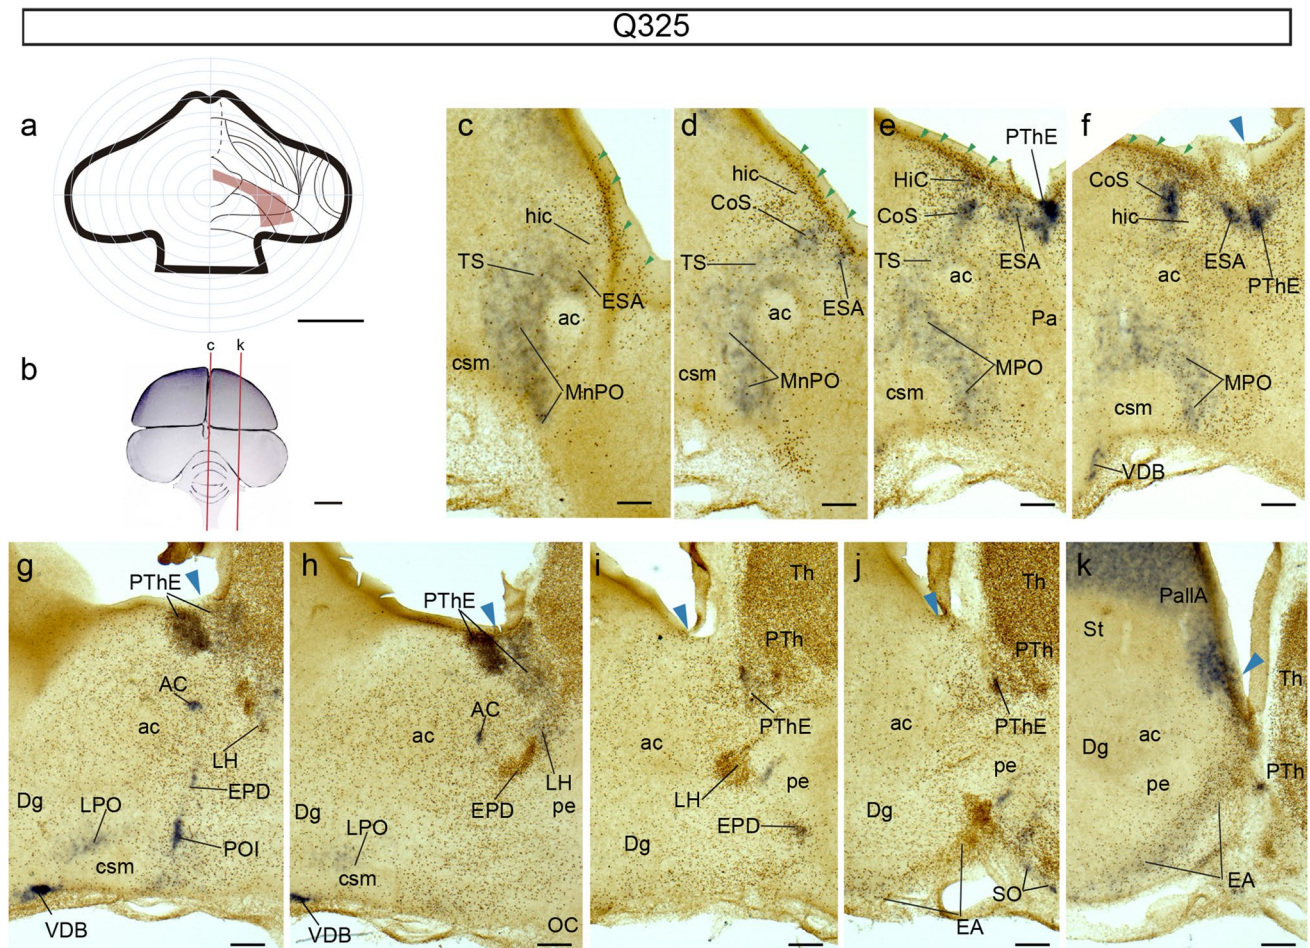 Q325
a
b
c k
c
hic
TS
ESA
ac
csm
MnPO
d
hic
CoS
TS
ESA
ac
csm
MnPO
e
PThE
HiC
CoS
TS
ESA
ac
Pa
MPO
csm
f
CoS
hic
ESA
ac
PThE
MPO
csm
VDB
g
PThE
AC
ac
LH
EPD
Dg
LPO
POI
csm
VDB
h
PThE
AC
ac
LH
EPD
pe
Dg
LPO
csm
VDB
OC
i
Th
PTh
PThE
ac
pe
LH
EPD
Dg
j
Th
PTh
PThE
ac
pe
Dg
SO
EA
k
PallA
St
Th
Dg
ac
pe
PTh
EA